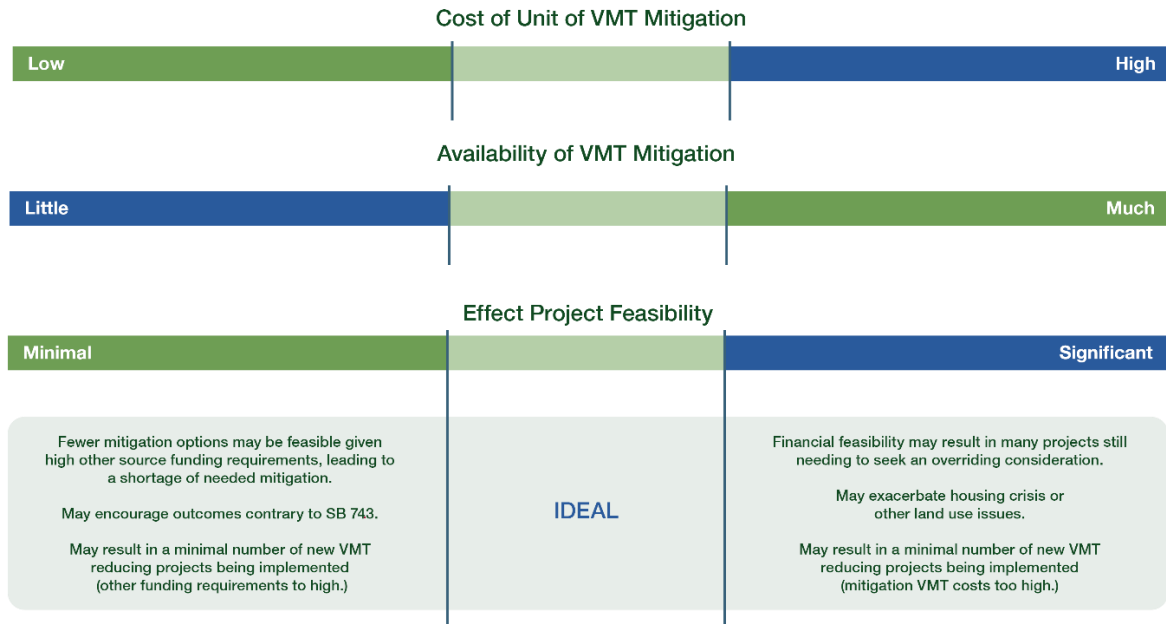 Cost of Unit of VMT Mitigation
Low
High
Availability of VMT Mitigation
Little
Much
Effect Project Feasibility
Minimal
Significant
Fewer mitigation options may be feasible given
high other source funding requirements, leading to
a shortage of needed mitigation.
May encourage outcomes contrary to SB 743.
May result in a minimal number of new VMT
reducing projects being implemented
(other funding requirements to high.)
IDEAL
Financial feasibility may result in many projects still
needing to seek an overriding consideration.
May exacerbate housing crisis or
other land use issues.
May result in a minimal number of new VMT
reducing projects being implemented
(mitigation VMT costs too high.)